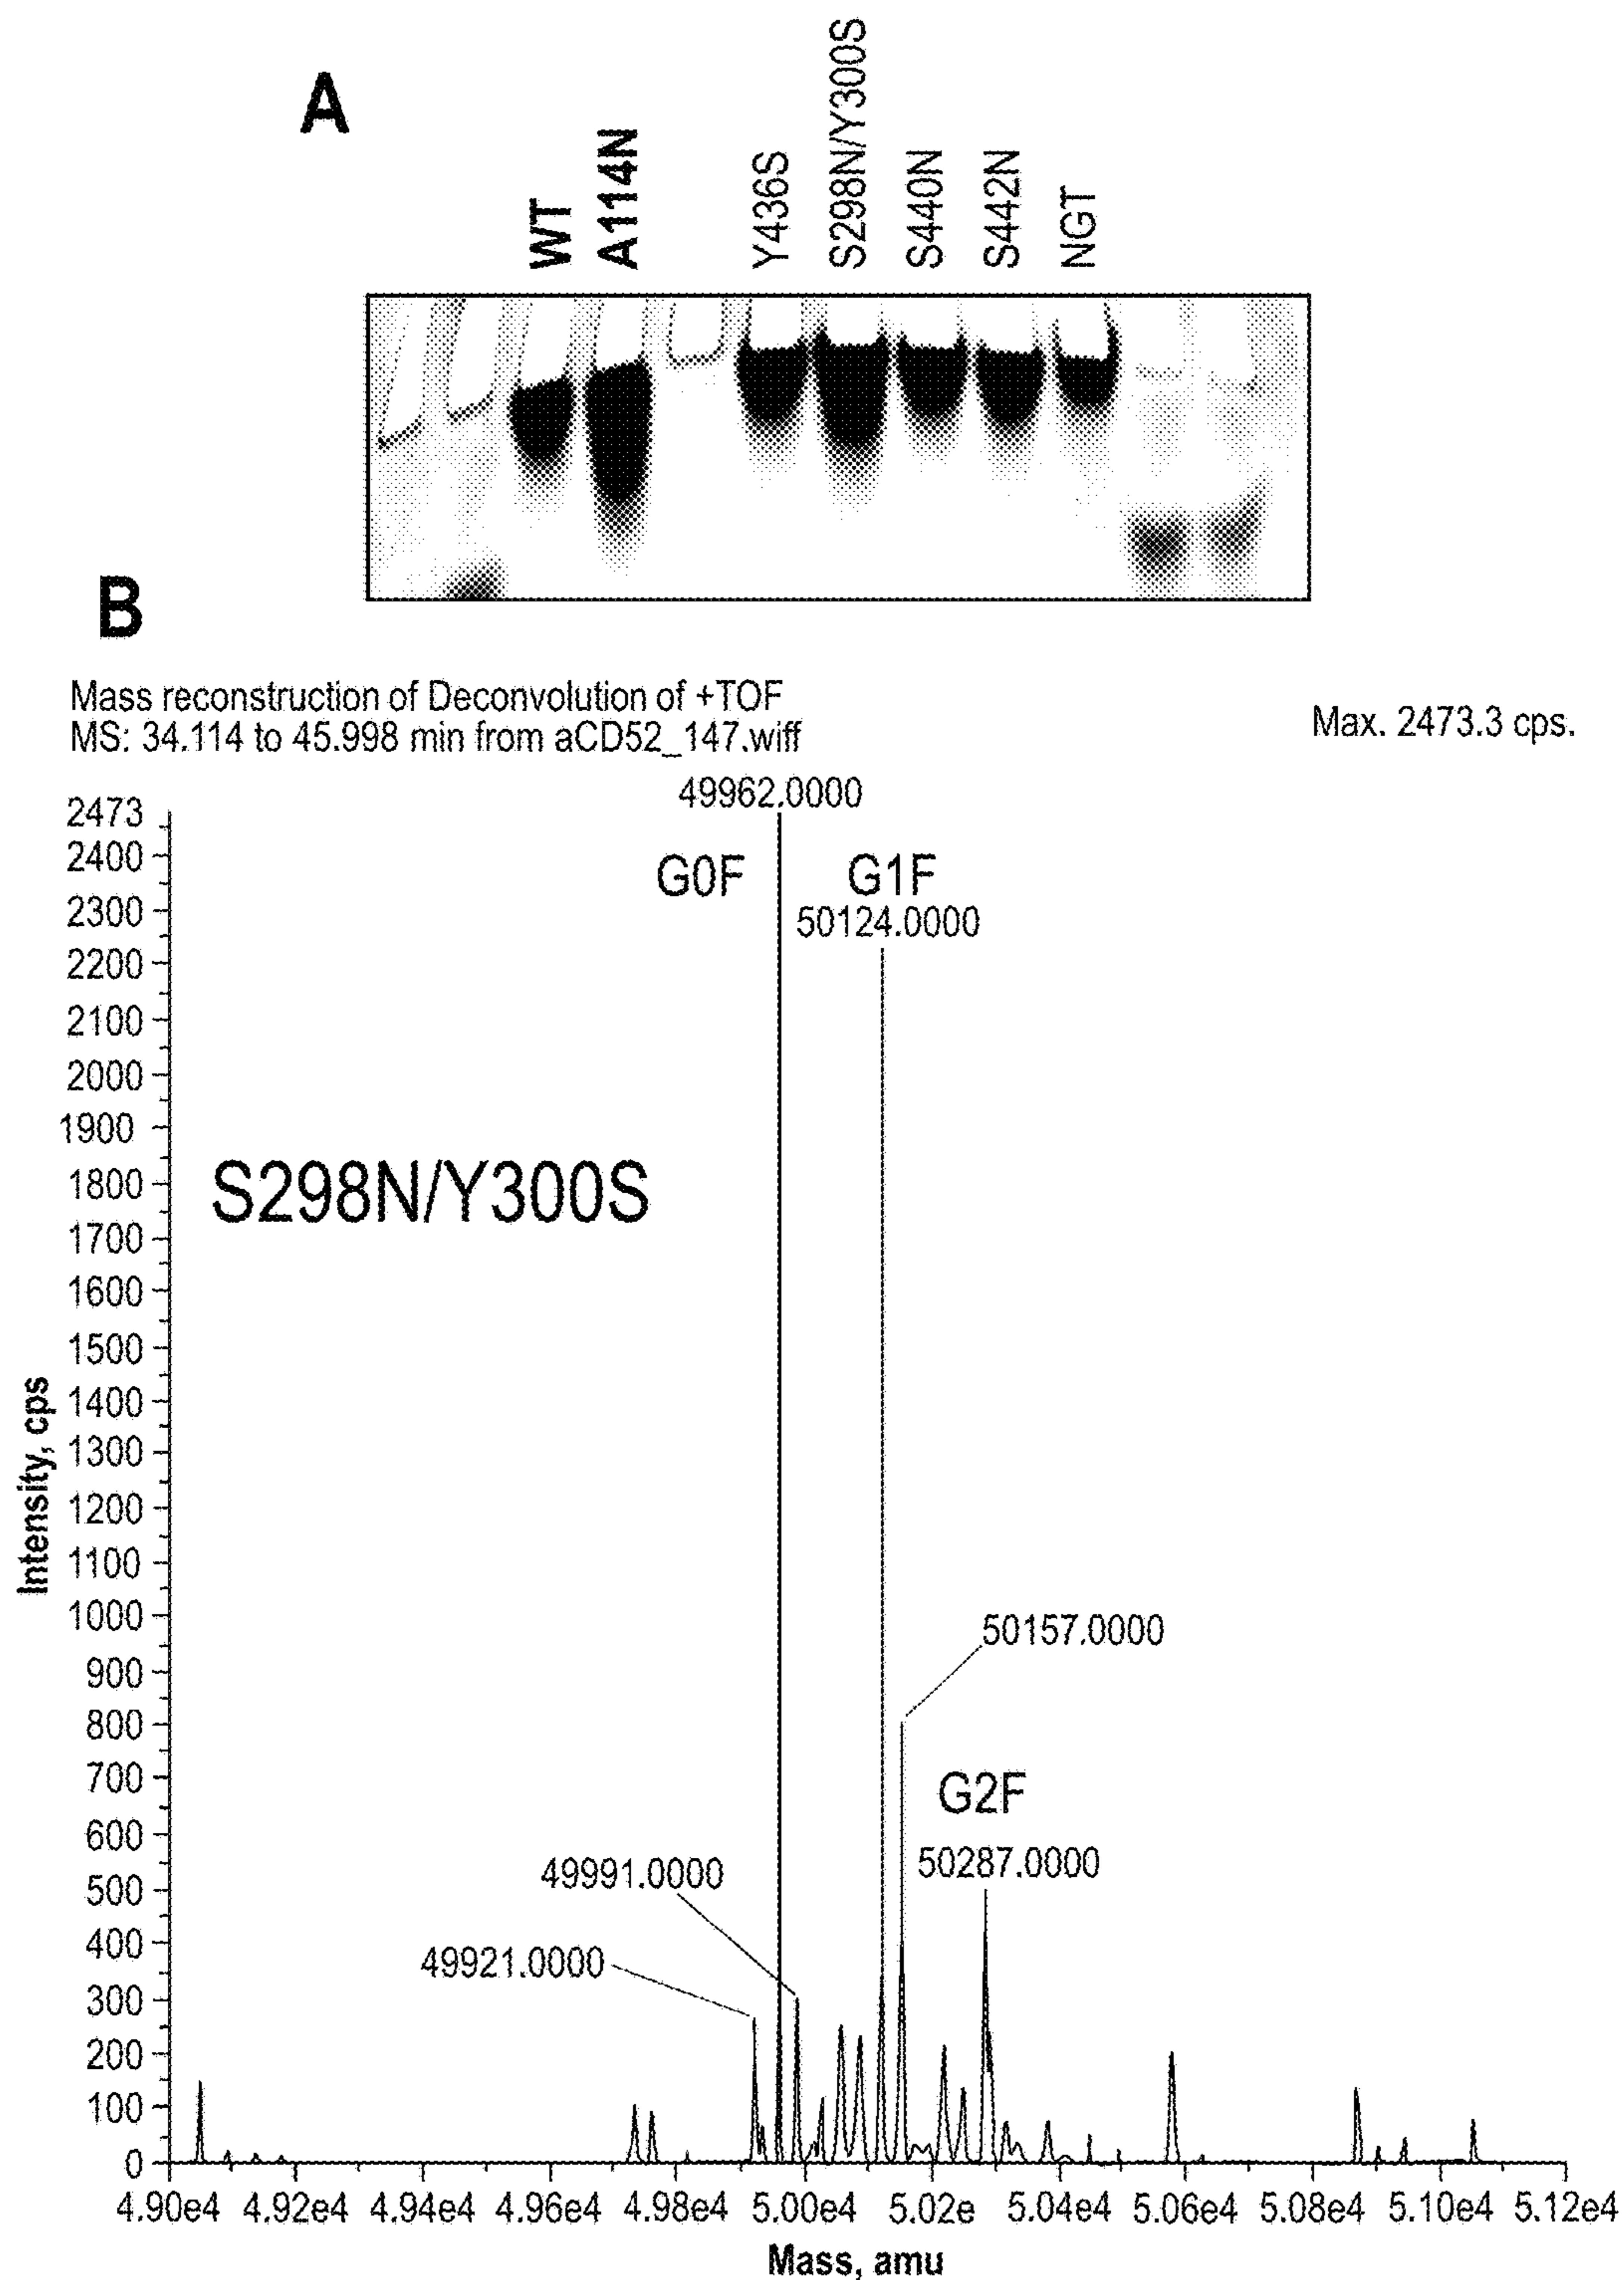 A
WT
A114N
Y436S
S298N/Y300S
S440N
S442N
NGT
B
Mass reconstruction of Deconvolution of +TOF
MS: 34.114 to 45.998 min from aCD52_147.wiff
Max. 2473.3 cps.
49962.0000
G0F
G1F
50124.0000
S298N/Y300S
50157.0000
G2F
50287.0000
49991.0000
49921.0000
Intensity, cps
2473
2400
2300
2200
2100
2000
1900
1800
1700
1600
1500
1400
1300
1200
1100
1000
900
800
700
600
500
400
300
200
100
0
4.90e4 4.92e4 4.94e4 4.96e4 4.98e4 5.00e4 5.02e 5.04e4 5.06e4 5.08e4 5.10e4 5.12e4
Mass, amu